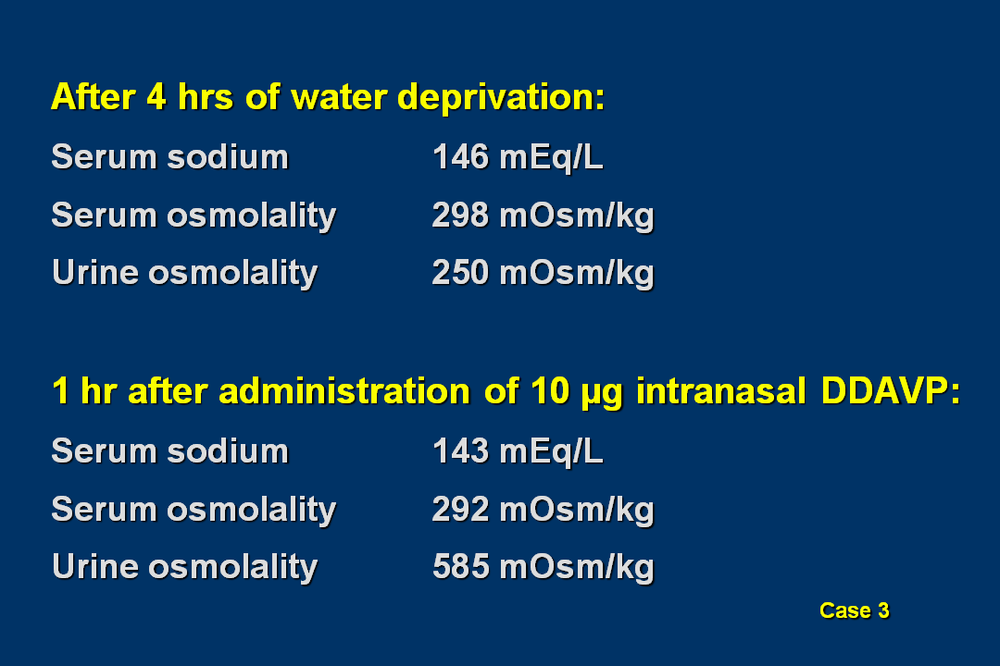 After 4 hrs of water deprivation:
Serum sodium 146 mEq/L
Serum osmolality 298 mOsm/kg
Urine osmolality 250 mOsm/kg
1 hr after administration of 10 µg intranasal DDAVP:
Serum sodium 143 mEq/L
Serum osmolality 292 mOsm/kg
Urine osmolality 585 mOsm/kg
Case 3